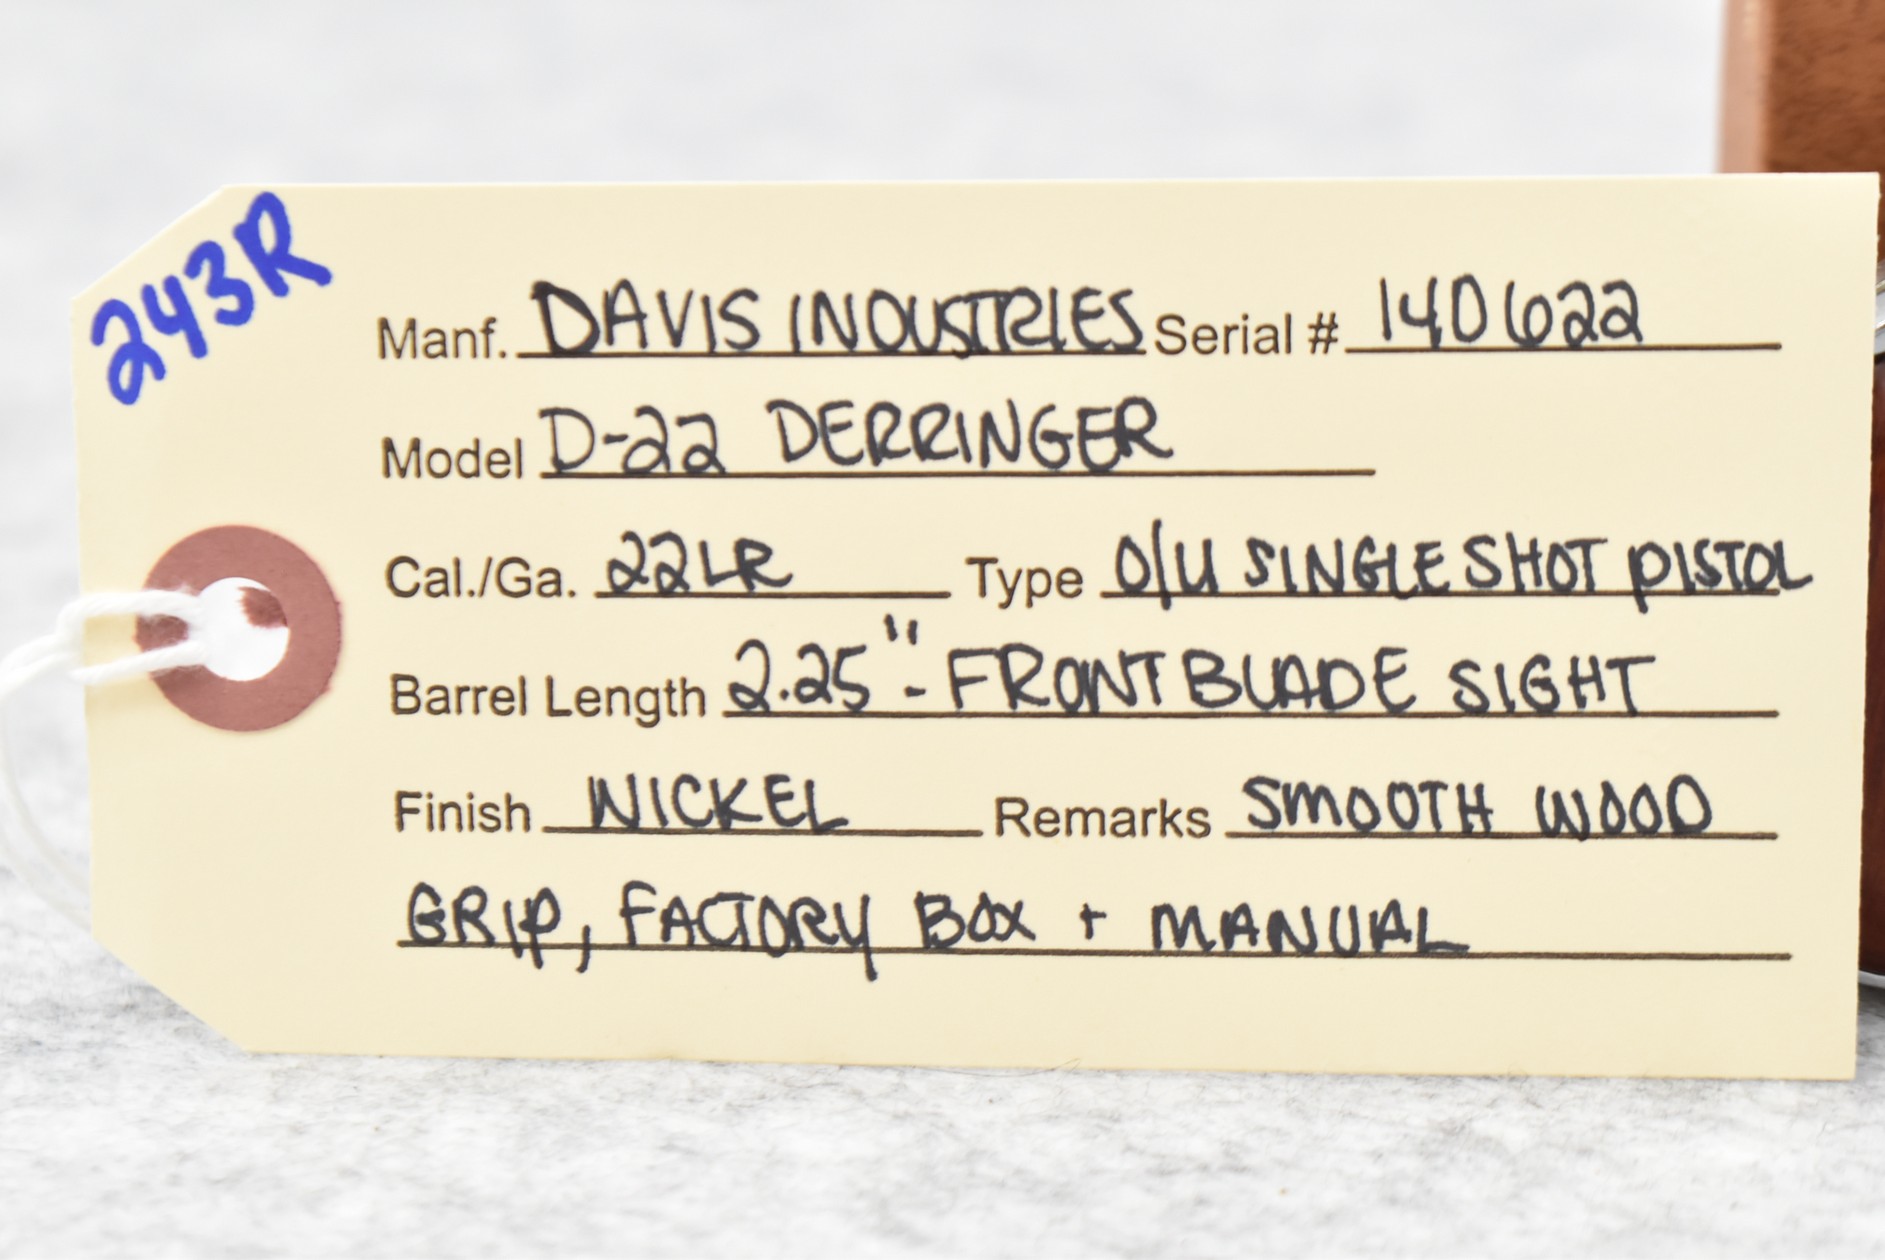 243R
Manf. DAVIS INDUSTRIES Serial # 140622
Model D-22 DERRINGER
Cal./Ga. 22LR Type O/U SINGLE SHOT PISTOL
Barrel Length 2.25" - FRONT BLADE SIGHT
Finish NICKEL Remarks SMOOTH WOOD
GRIP, FACTORY BOX + MANUAL